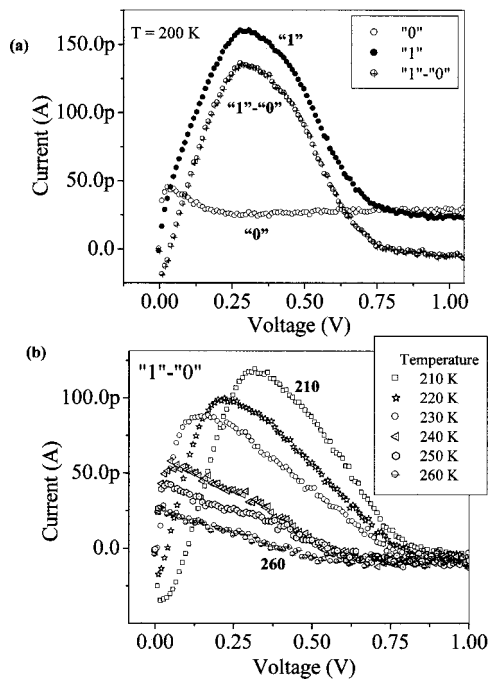 (a)
T = 200 K
"0"
"1"
"1"-"0"
"1"
"1"-"0"
"0"
150.0p
100.0p
50.0p
0.0
Current (A)
0.00 0.25 0.50 0.75 1.00
Voltage (V)
(b)
"1"-"0"
210
260
Temperature
210 K
220 K
230 K
240 K
250 K
260 K
100.0p
50.0p
0.0
Current (A)
0.00 0.25 0.50 0.75 1.00
Voltage (V)